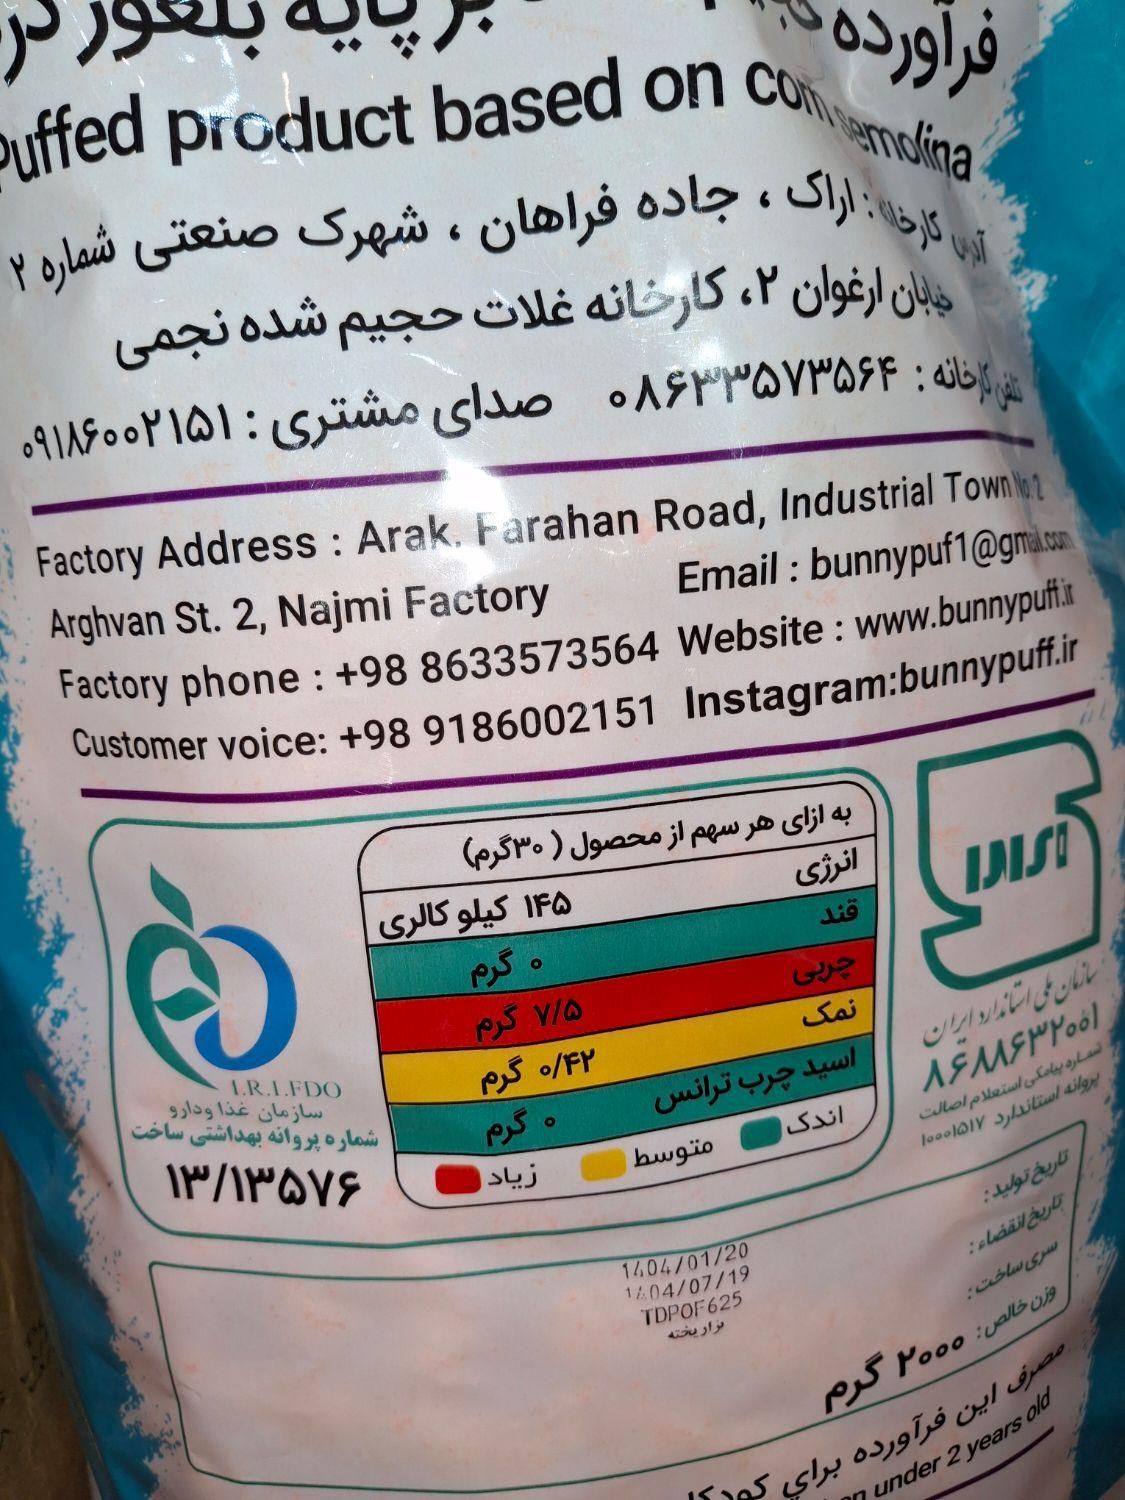 فرآورده حجیم بر پایه بلغور ذرت
Puffed product based on corn semolina
آدرس کارخانه : اراک ، جاده فراهان ، شهرک صنعتی شماره ۲
خیابان ارغوان ۲، کارخانه غلات حجیم شده نجمی
تلفن کارخانه : ۰۸۶۳۳۵۷۳۵۶۴ صدای مشتری : ۰۹۱۸۶۰۰۲۱۵۱
Factory Address : Arak. Farahan Road, Industrial Town No. 2
Arghvan St. 2, Najmi Factory Email : bunnypuf1@gmail.com
Factory phone : +98 8633573564 Website : www.bunnypuff.ir
Customer voice: +98 9186002151 Instagram:bunnypuff.ir
به ازای هر سهم از محصول ( ۳۰گرم)
انرژی
۱۴۵ کیلو کالری
قند
۰ گرم
چربی
۷/۵ گرم
نمک
۰/۴۲ گرم
اسید چرب ترانس
۰ گرم
اندک متوسط زیاد
I.R.I.FDO
سازمان غذا و دارو
شماره پروانه بهداشتی ساخت
۱۳/۱۳۵۷۶
سازمان ملی استاندارد ایران
۸۶۸۸۶۳۲۰۰۱
شماره پیامکی استعلام اصالت
پروانه استاندارد ۱۰۰۰۱۵۱۷
تاریخ تولید:
1404/01/20
تاریخ انقضاء :
1404/07/19
سری ساخت :
TDPOF625
تراریخته
وزن خالص: ۲۰۰۰ گرم
مصرف این فرآورده برای
under 2 years old